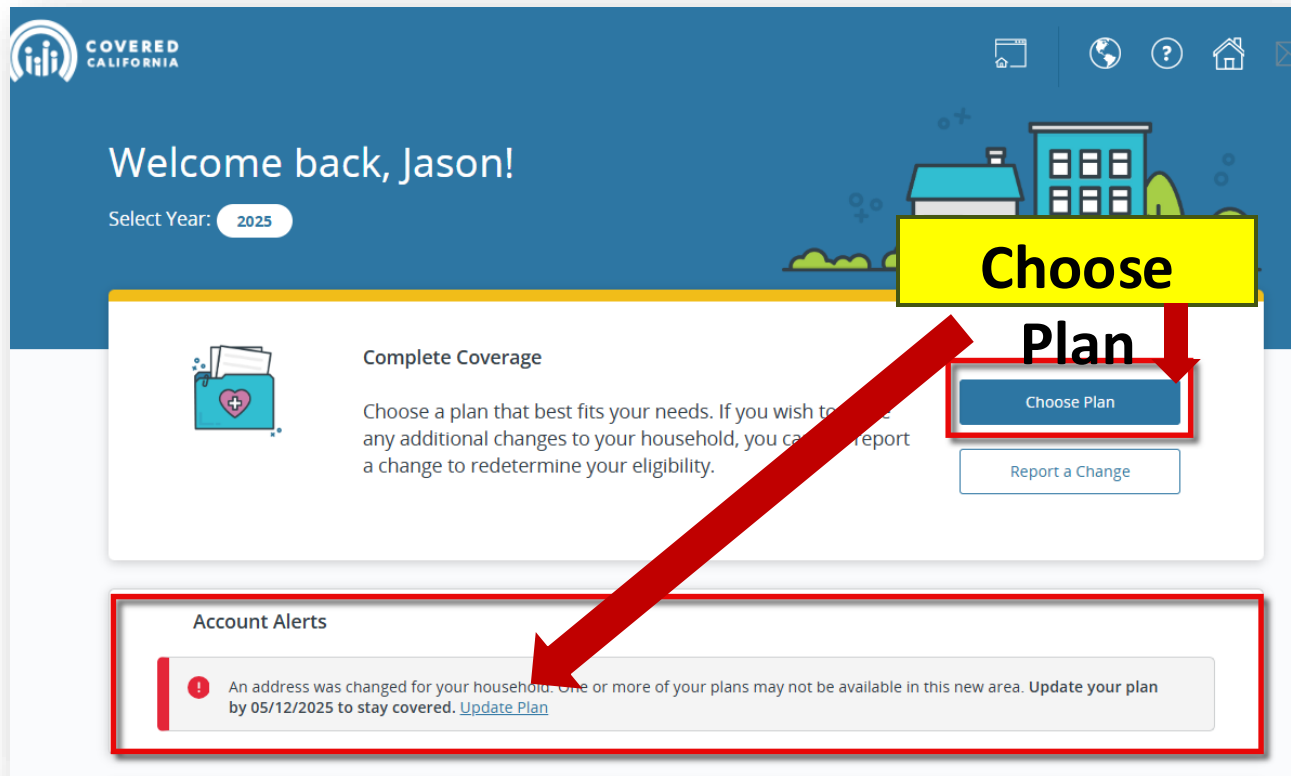 COVERED
CALIFORNIA
Welcome back, Jason!
Select Year: 2025
Choose
Plan
Complete Coverage
Choose a plan that best fits your needs. If you wish to
any additional changes to your household, you can report
a change to redetermine your eligibility.
Choose Plan
Report a Change
Account Alerts
An address was changed for your household. One or more of your plans may not be available in this new area. Update your plan
by 05/12/2025 to stay covered. Update Plan